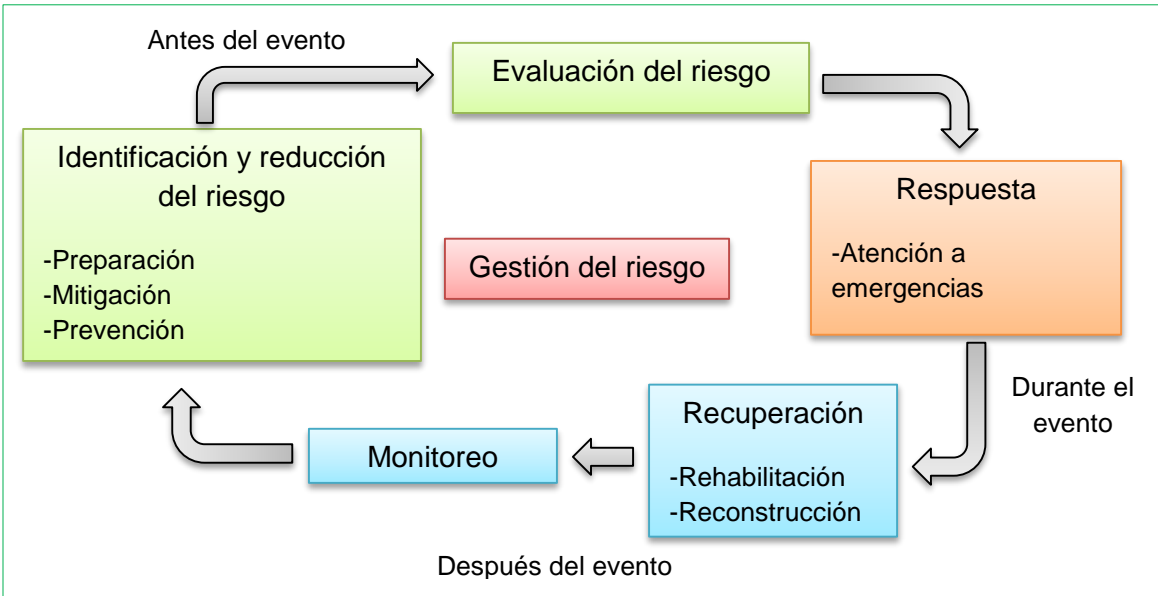 Antes del evento
Evaluación del riesgo
Identificación y reducción
del riesgo
-Preparación
-Mitigación
-Prevención
Gestión del riesgo
Respuesta
-Atención a
emergencias
Durante el
evento
Recuperación
-Rehabilitación
-Reconstrucción
Monitoreo
Después del evento